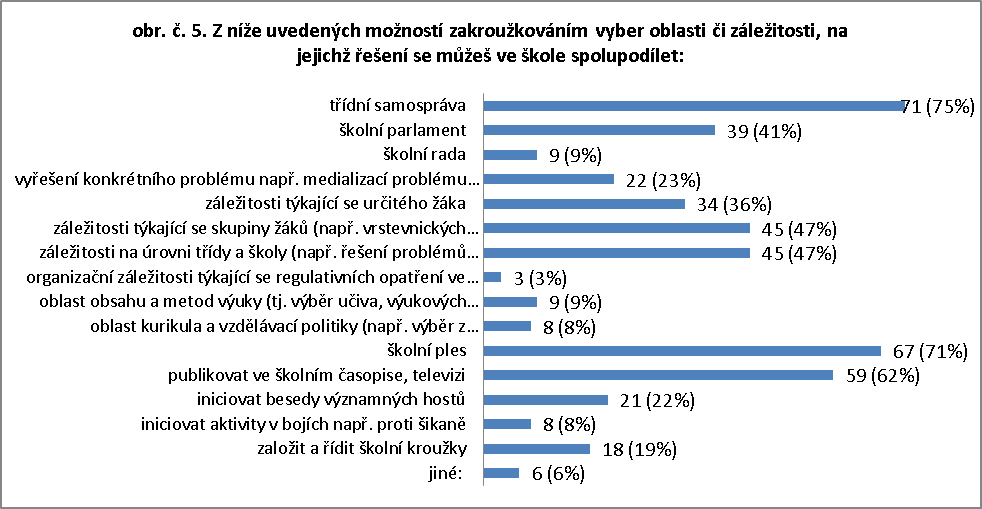 obr. č. 5. Z níže uvedených možností zakroužkováním vyber oblasti či záležitosti, na
jejichž řešení se můžeš ve škole spolupodílet:
třídní samospráva 71 (75%)
školní parlament 39 (41%)
školní rada 9 (9%)
vyřešení konkrétního problému např. medializací problému... 22 (23%)
záležitosti týkající se určitého žáka 34 (36%)
záležitosti týkající se skupiny žáků (např. vrstevnických... 45 (47%)
záležitosti na úrovni třídy a školy (např. řešení problémů... 45 (47%)
organizační záležitosti týkající se regulativních opatření ve... 3 (3%)
oblast obsahu a metod výuky (tj. výběr učiva, výukových... 9 (9%)
oblast kurikula a vzdělávací politiky (např. výběr z... 8 (8%)
školní ples 67 (71%)
publikovat ve školním časopise, televizi 59 (62%)
iniciovat besedy významných hostů 21 (22%)
iniciovat aktivity v bojích např. proti šikaně 8 (8%)
založit a řídit školní kroužky 18 (19%)
jiné: 6 (6%)